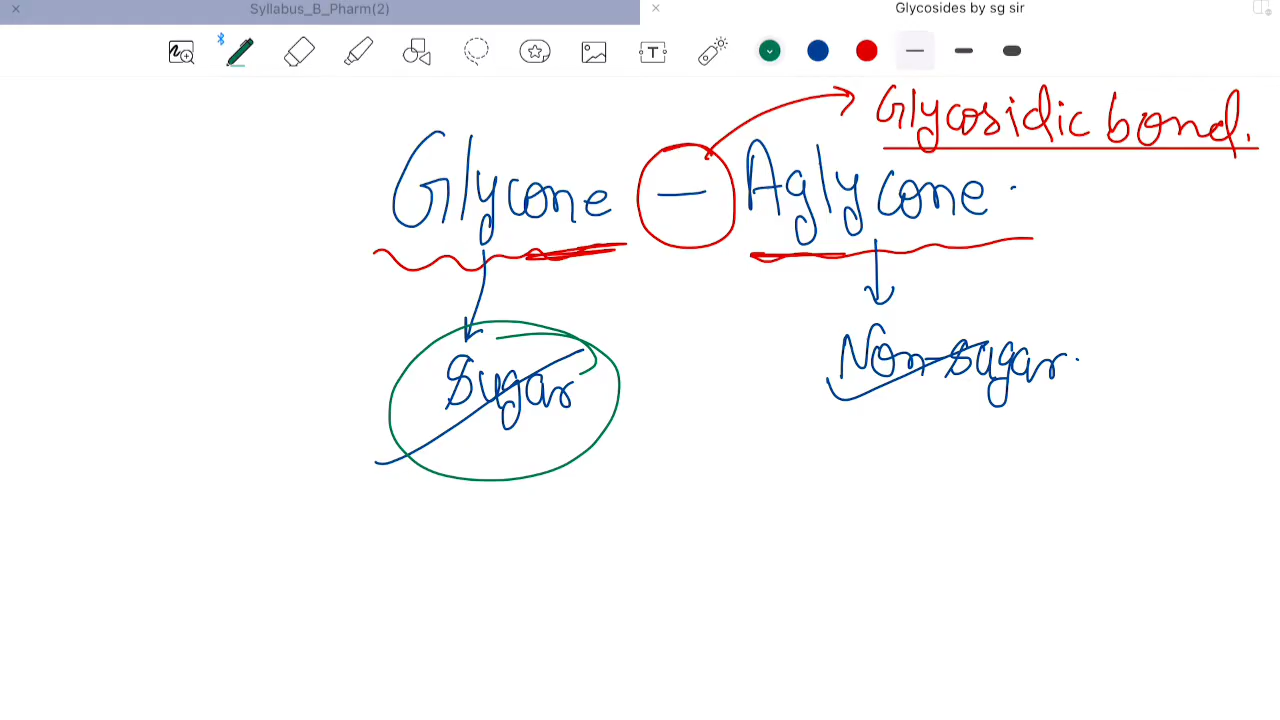 Syllabus_B_Pharm(2)
Glycosides by sg sir
Glycosidic bond.
Glycone — Aglycone.
Sugar
Non-sugar.